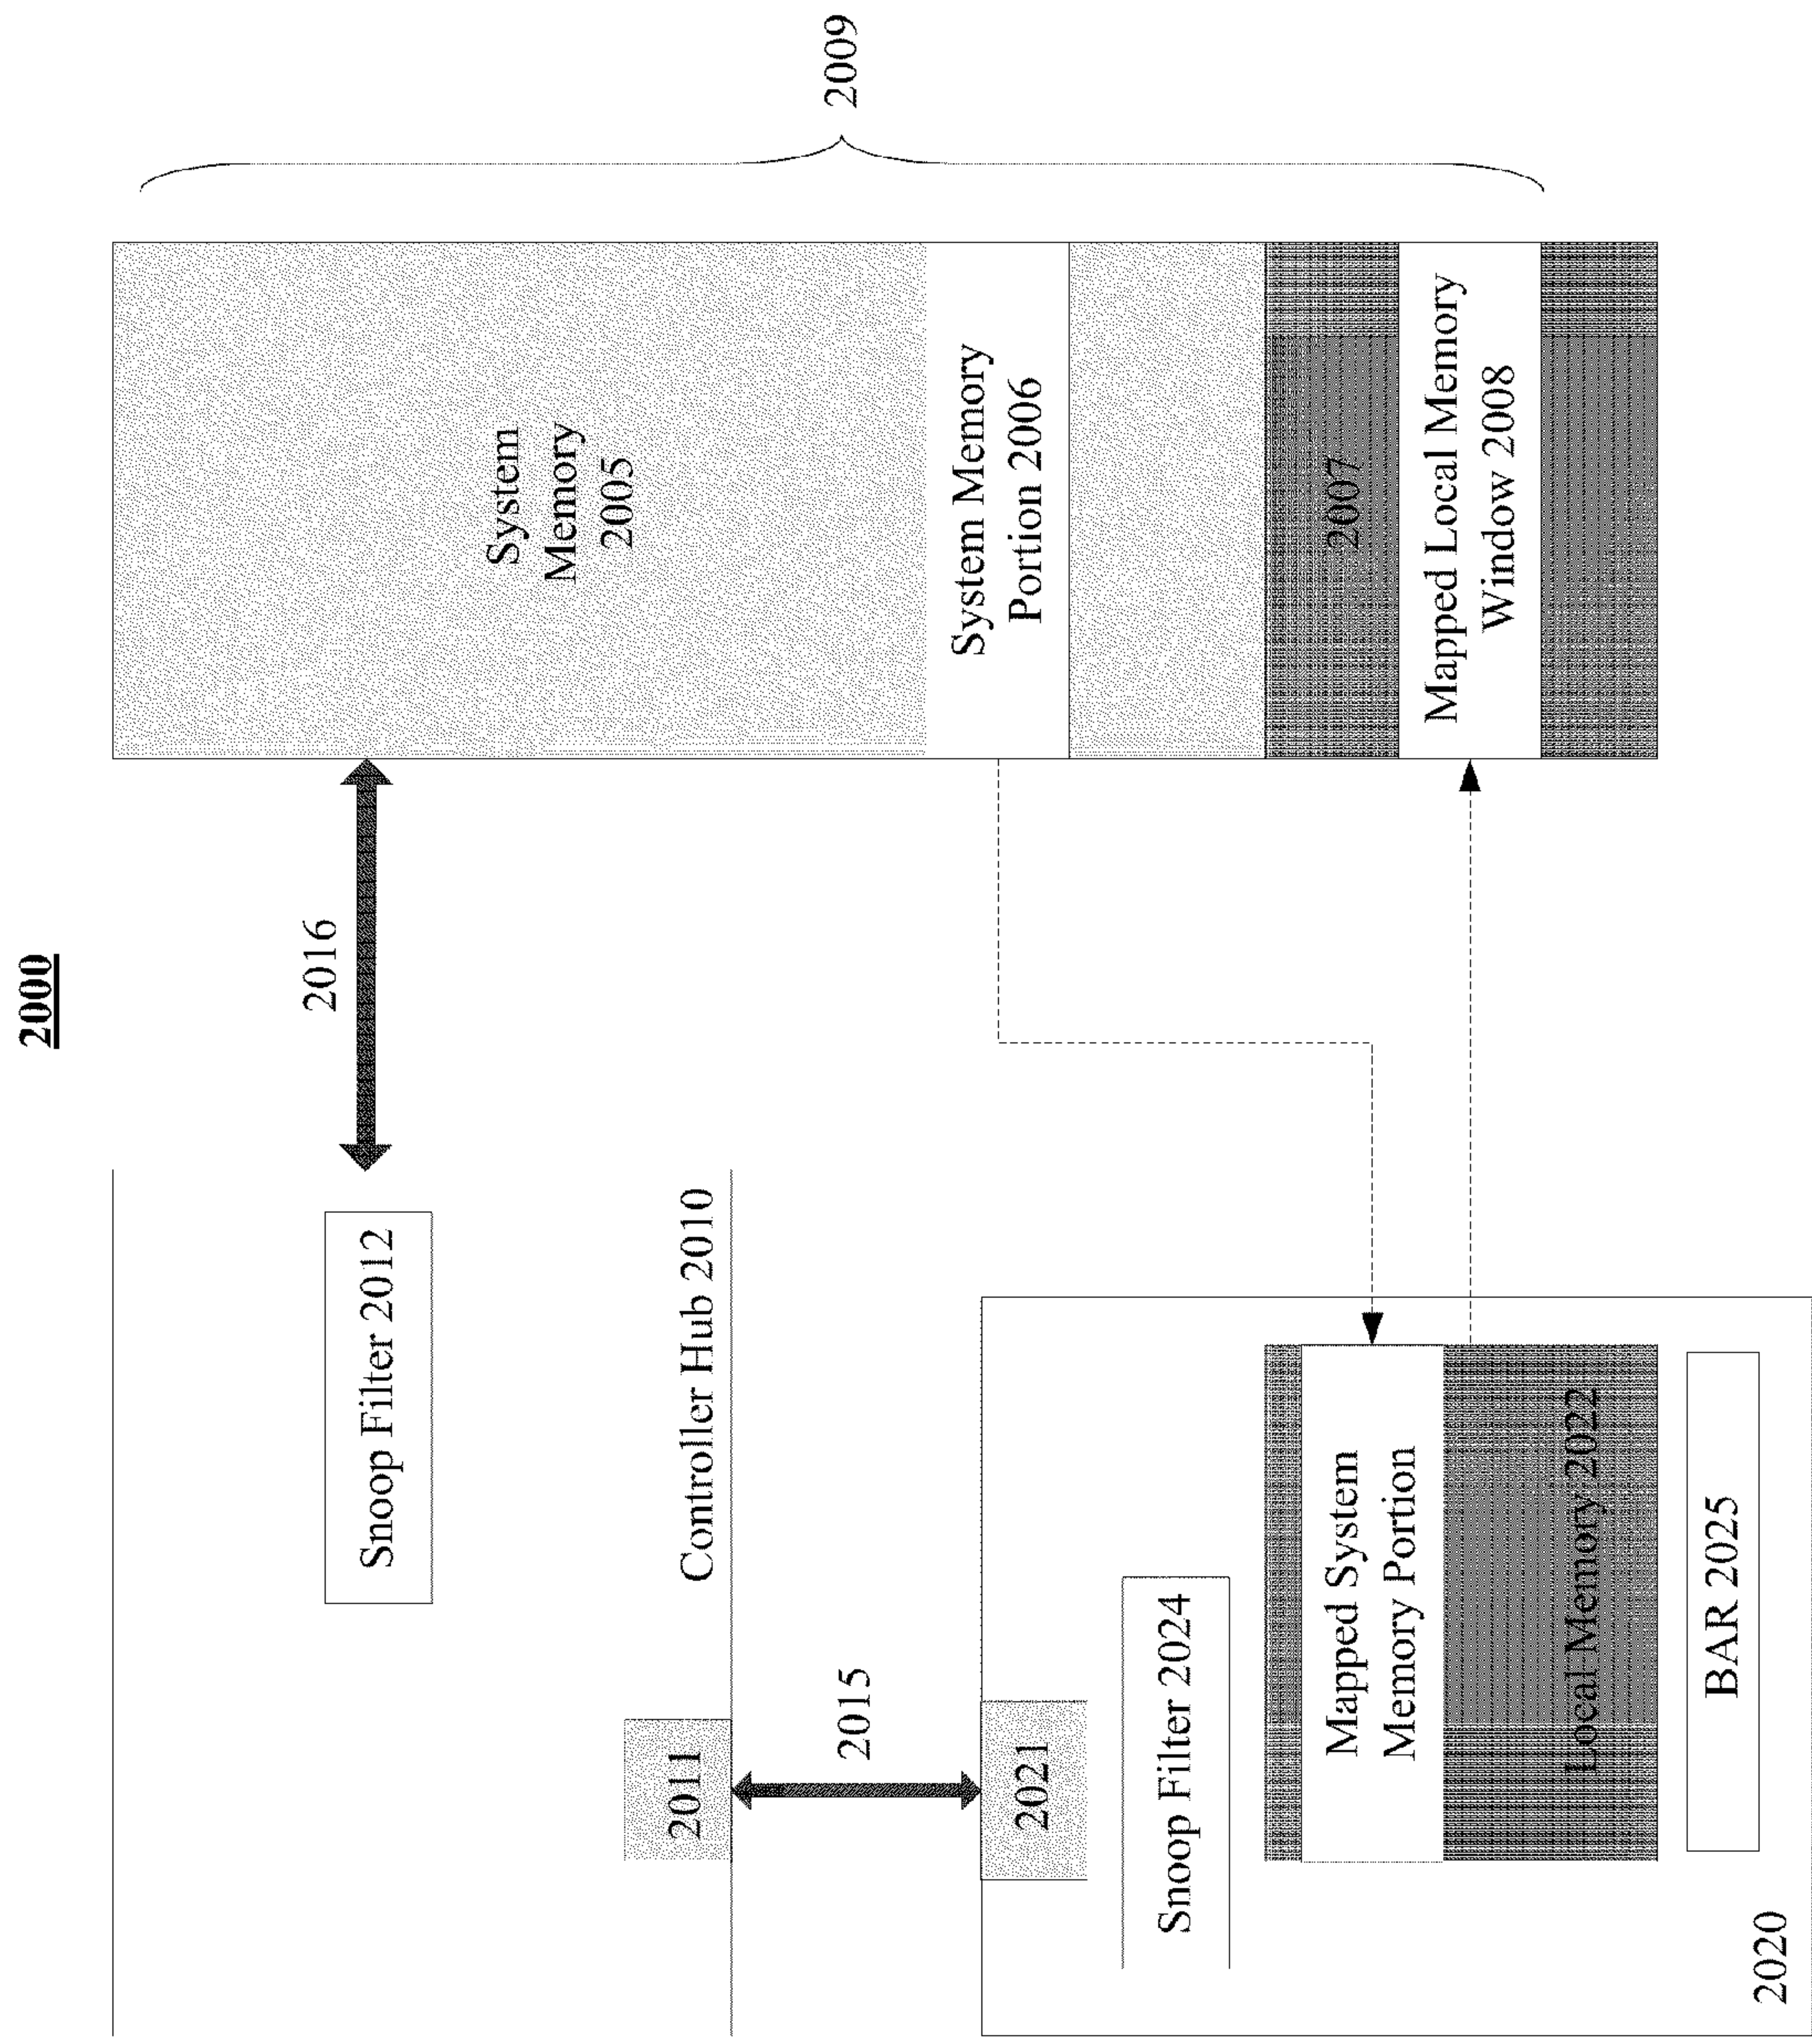 2000
Snoop Filter 2012
2016
System
Memory
2005
2009
Controller Hub 2010
2011
2015
2021
System Memory
Portion 2006
Snoop Filter 2024
2007
Mapped System
Memory Portion
Mapped Local Memory
Window 2008
Local Memory 2022
BAR 2025
2020